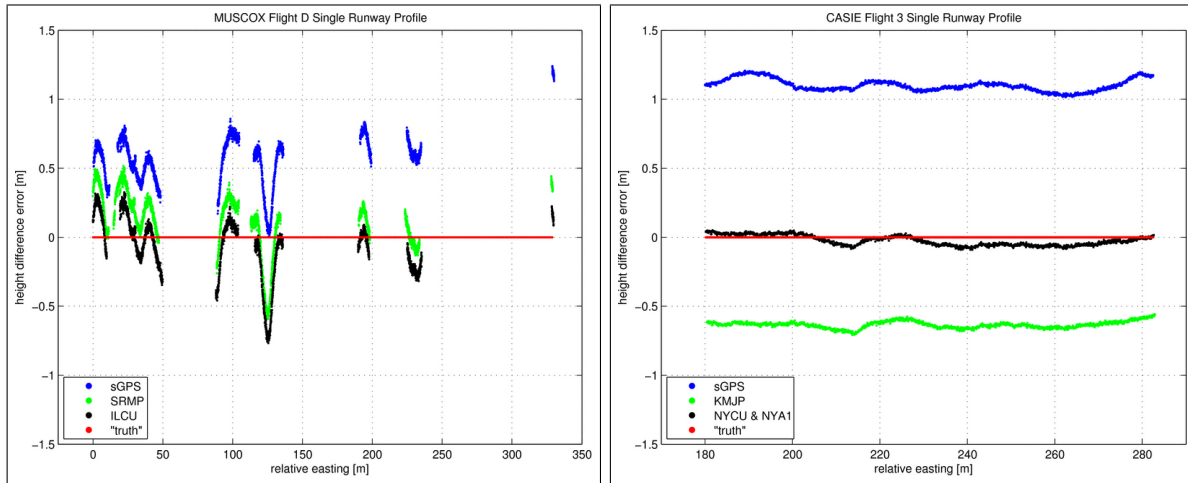 MUSCOX Flight D Single Runway Profile
1.5
1
0.5
0
−0.5
−1
−1.5
height difference error [m]
0
50
100
150
200
250
300
350
relative easting [m]
sGPS
SRMP
ILCU
"truth"
CASIE Flight 3 Single Runway Profile
1.5
1
0.5
0
−0.5
−1
−1.5
height difference error [m]
180
200
220
240
260
280
relative easting [m]
sGPS
KMJP
NYCU & NYA1
"truth"